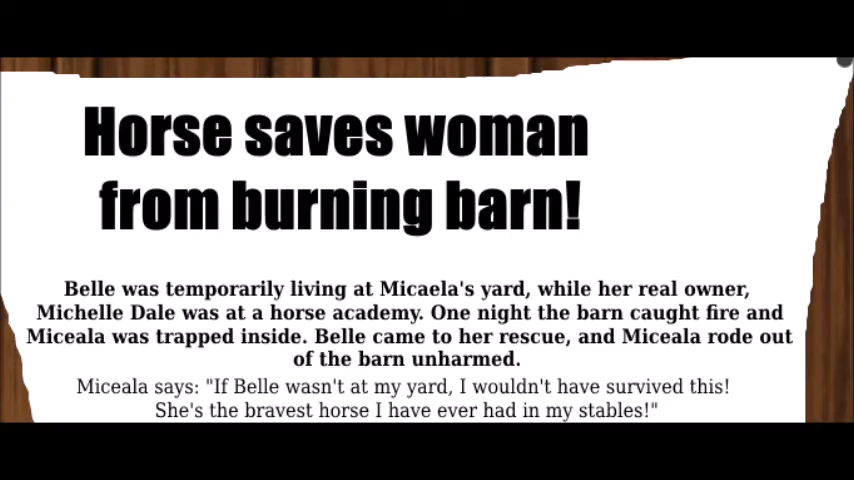 Horse saves woman
from burning barn!
Belle was temporarily living at Micaela's yard, while her real owner,
Michelle Dale was at a horse academy. One night the barn caught fire and
Miceala was trapped inside. Belle came to her rescue, and Miceala rode out
of the barn unharmed.
Miceala says: "If Belle wasn't at my yard, I wouldn't have survived this!
She's the bravest horse I have ever had in my stables!"